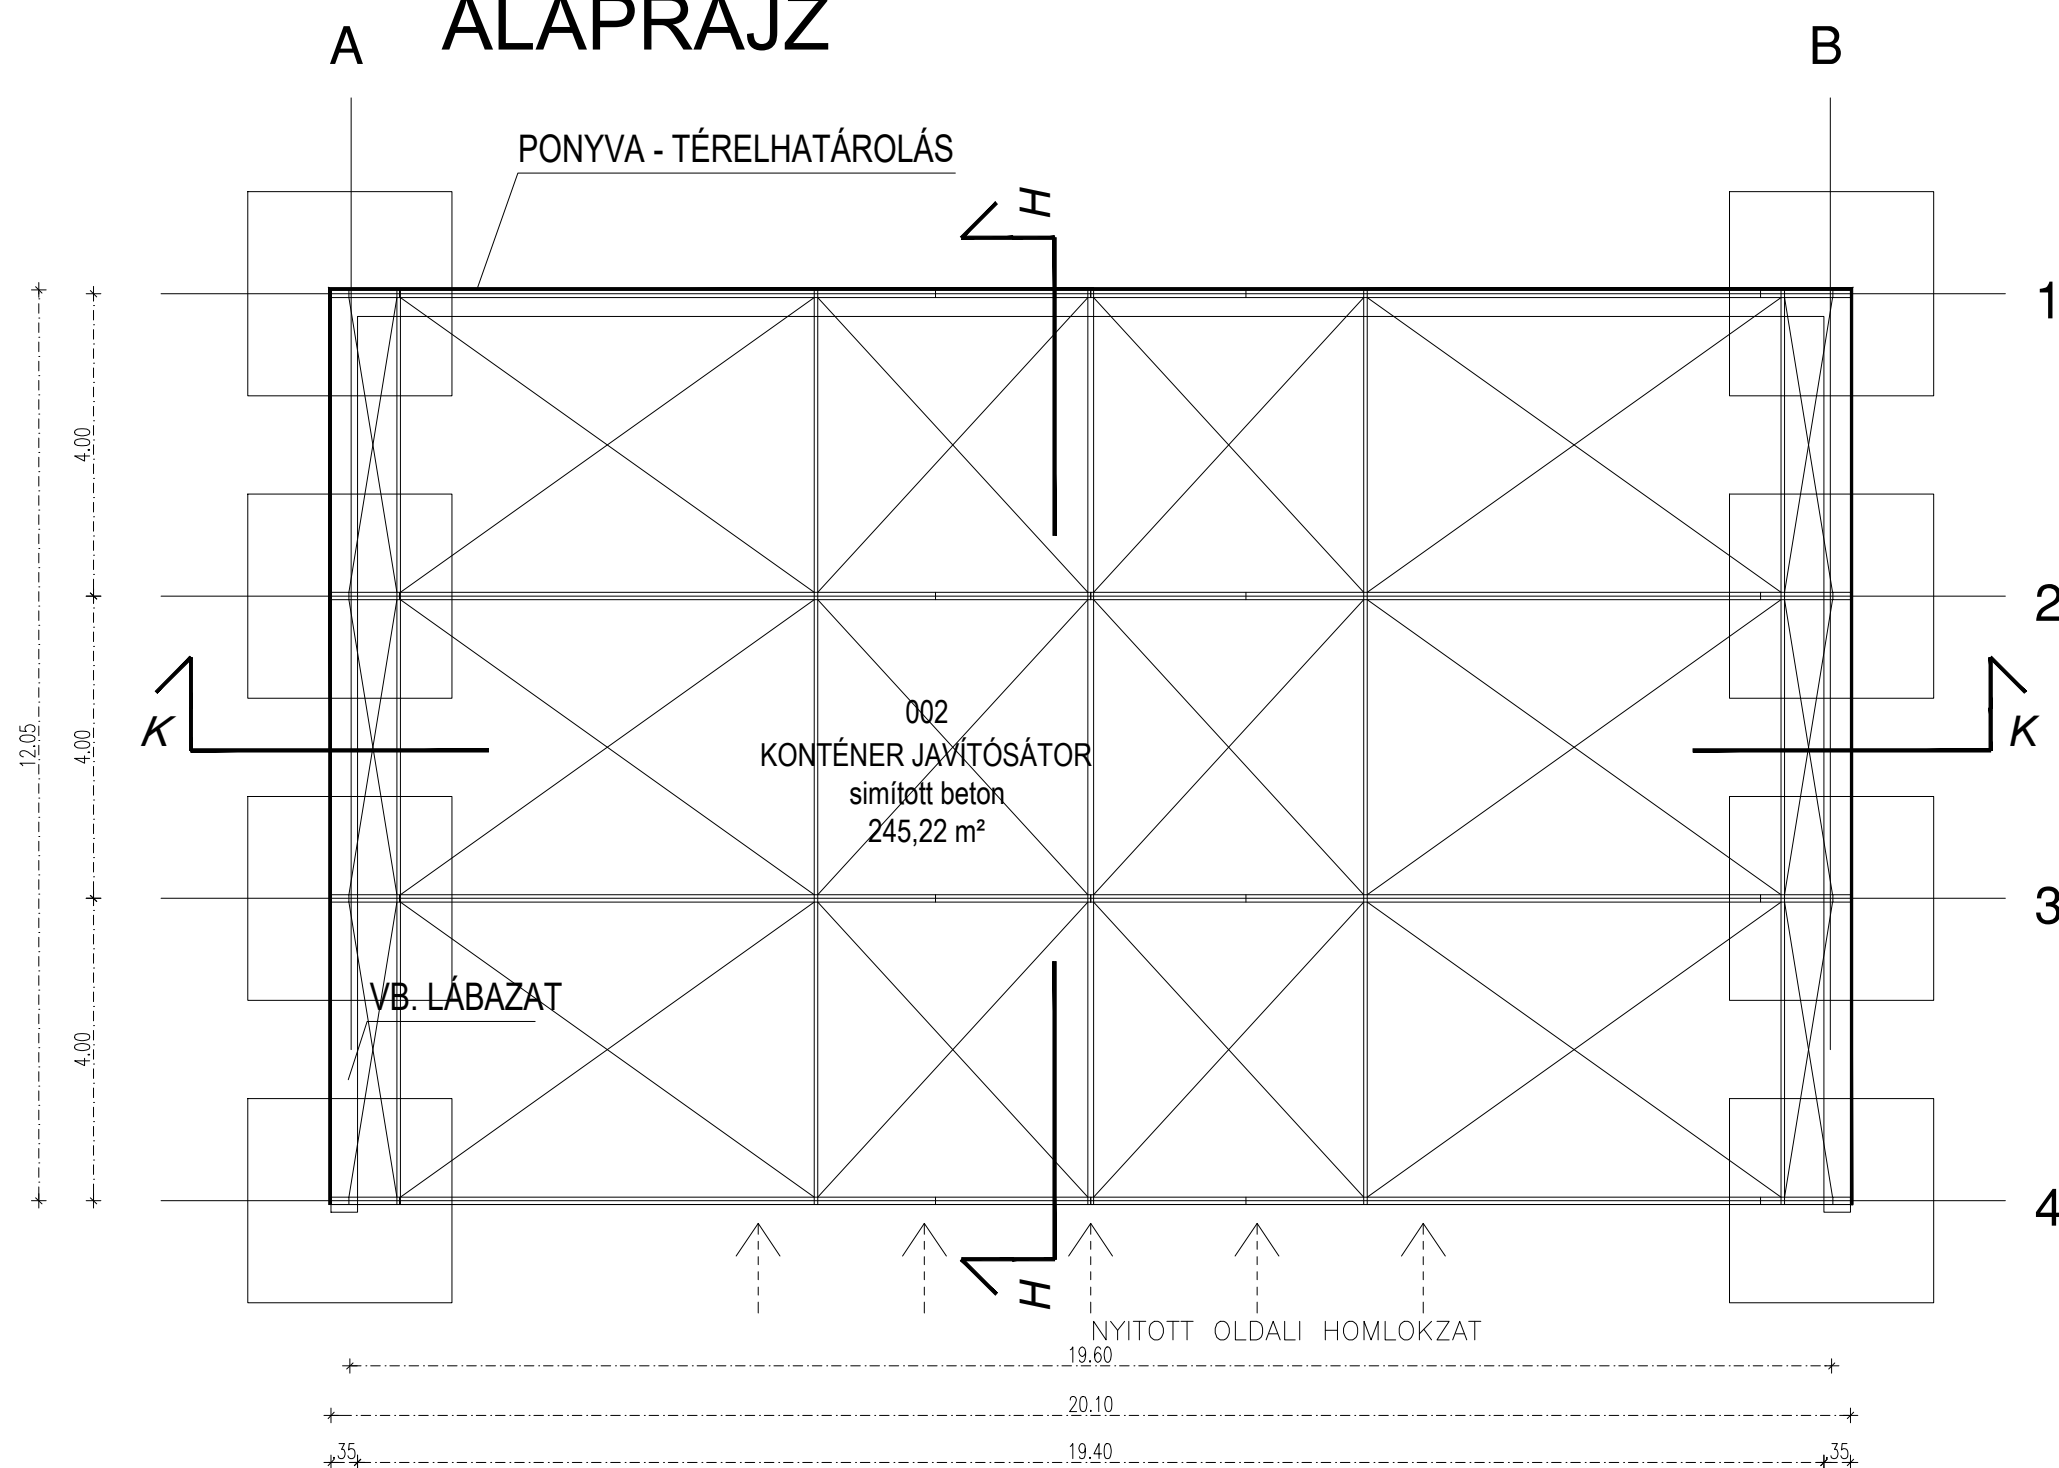 ALAPRAJZ
A
B
PONYVA - TÉRELHATÁROLÁS
H
1
4.00
2
12.05
4.00
K
K
002
KONTÉNER JAVÍTÓSÁTOR
simított beton
245,22 m²
3
VB. LÁBAZAT
4.00
4
H
NYITOTT OLDALI HOMLOKZAT
19.60
20.10
35
19.40
35